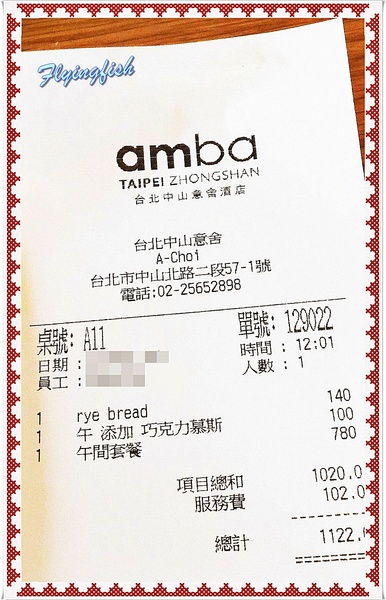 Flyingfish
amba
TAIPEI ZHONGSHAN
台北中山意舍酒店
台北中山意舍
A-Choi
台北市中山北路二段57-1號
電話:02-25652898
桌號: A11 單號: 129022
日期 : 時間 : 12:01
員工 : 人數 : 1
1 rye bread 140
1 午 添加 巧克力慕斯 100
1 午間套餐 780
項目總和 1020.0
服務費 102.0
總計 1122.